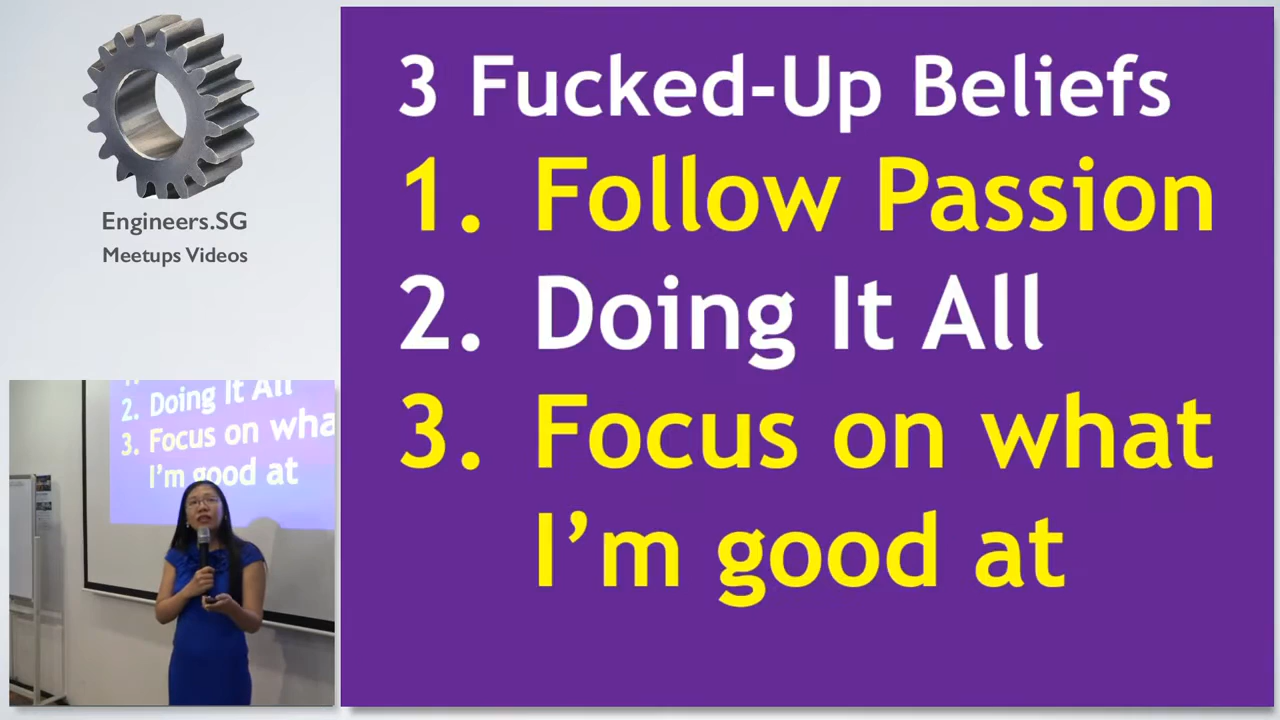 Engineers.SG
Meetups Videos
3 Fucked-Up Beliefs
1. Follow Passion
2. Doing It All
3. Focus on what
I'm good at
2. Doing It All
3. Focus on wha
I'm good at